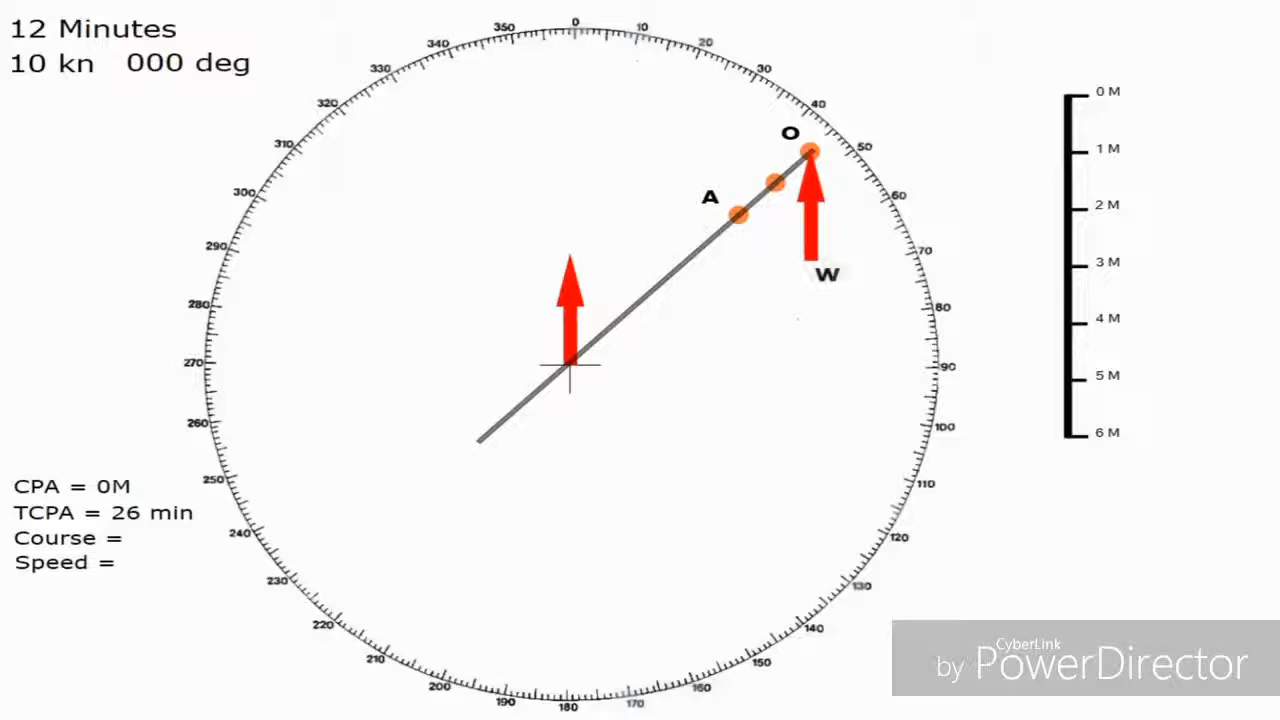 12 Minutes
10 kn 000 deg
350
0
10
20
30
40
50
60
70
80
90
100
110
120
130
140
150
160
170
180
190
200
210
220
230
240
250
260
270
280
290
300
310
320
330
340
O
A
W
0 M
1 M
2 M
3 M
4 M
5 M
6 M
CPA = 0M
TCPA = 26 min
Course =
Speed =
CyberLink
by PowerDirector